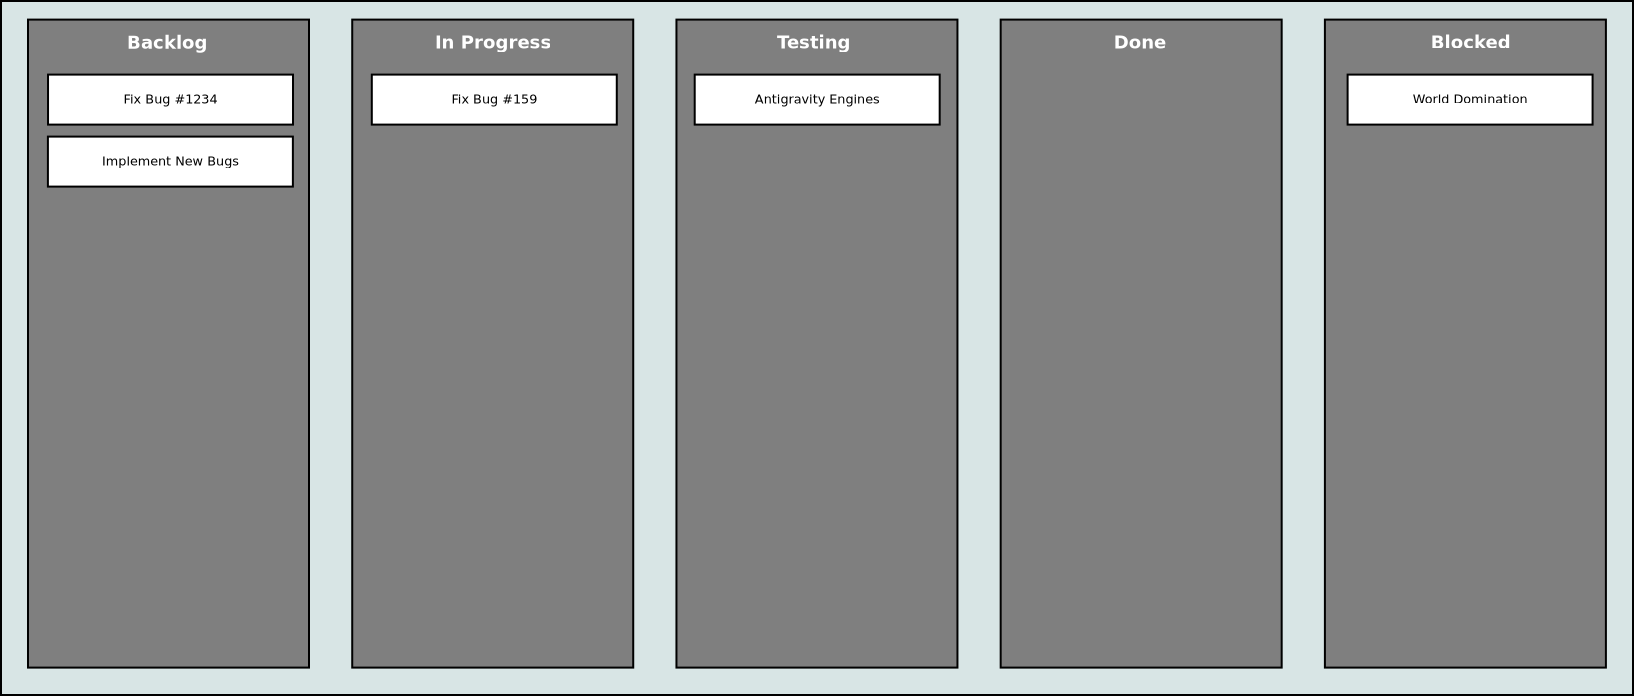 Backlog
Fix Bug #1234
Implement New Bugs
In Progress
Fix Bug #159
Testing
Antigravity Engines
Done
Blocked
World Domination